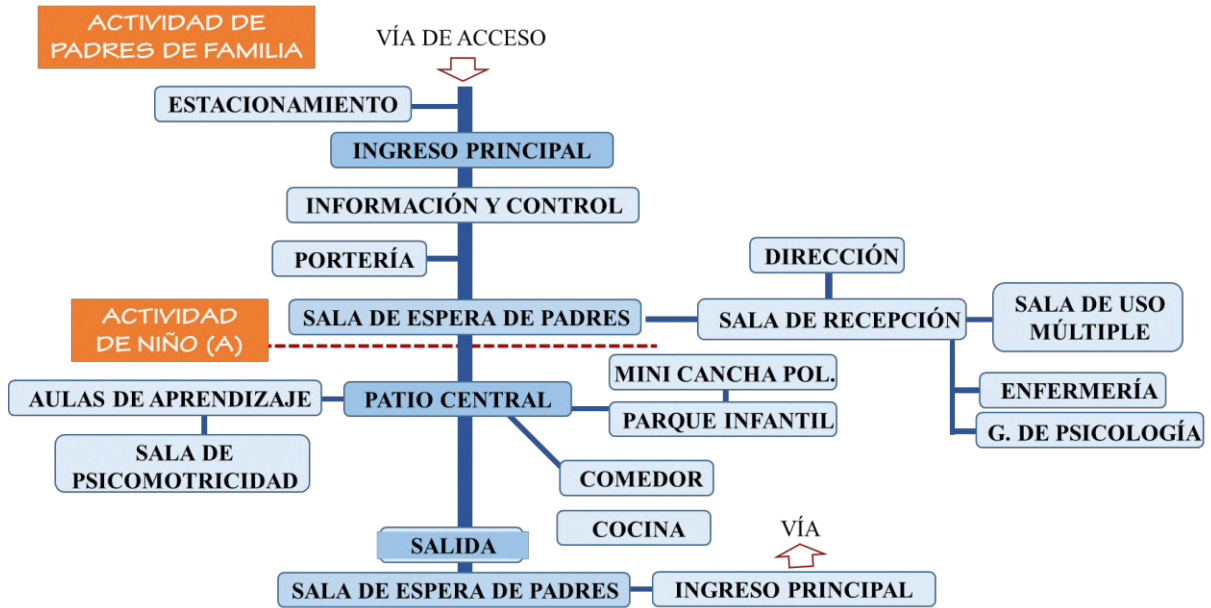 ACTIVIDAD DE
PADRES DE FAMILIA
VÍA DE ACCESO
ESTACIONAMIENTO
INGRESO PRINCIPAL
INFORMACIÓN Y CONTROL
PORTERÍA
DIRECCIÓN
ACTIVIDAD
DE NIÑO (A)
SALA DE ESPERA DE PADRES
SALA DE RECEPCIÓN
SALA DE USO
MÚLTIPLE
MINI CANCHA POL.
ENFERMERÍA
AULAS DE APRENDIZAJE
PATIO CENTRAL
PARQUE INFANTIL
G. DE PSICOLOGÍA
SALA DE
PSICOMOTRICIDAD
COMEDOR
COCINA
VÍA
SALIDA
SALA DE ESPERA DE PADRES
INGRESO PRINCIPAL